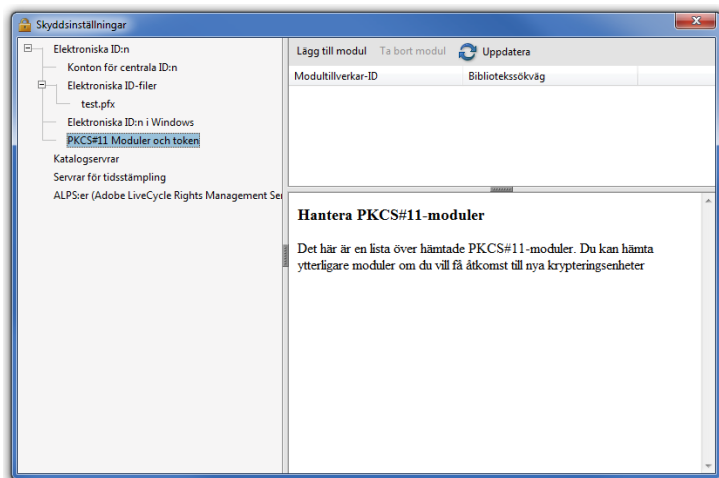 Skyddsinställningar
Elektroniska ID:n
Konton för centrala ID:n
Elektroniska ID-filer
test.pfx
Elektroniska ID:n i Windows
PKCS#11 Moduler och token
Katalogservrar
Servrar för tidsstämpling
ALPS:er (Adobe LiveCycle Rights Management Ser
Lägg till modul Ta bort modul Uppdatera
Modultillverkar-ID Bibliotekssökväg
Hantera PKCS#11-moduler
Det här är en lista över hämtade PKCS#11-moduler. Du kan hämta
ytterligare moduler om du vill få åtkomst till nya krypteringsenheter